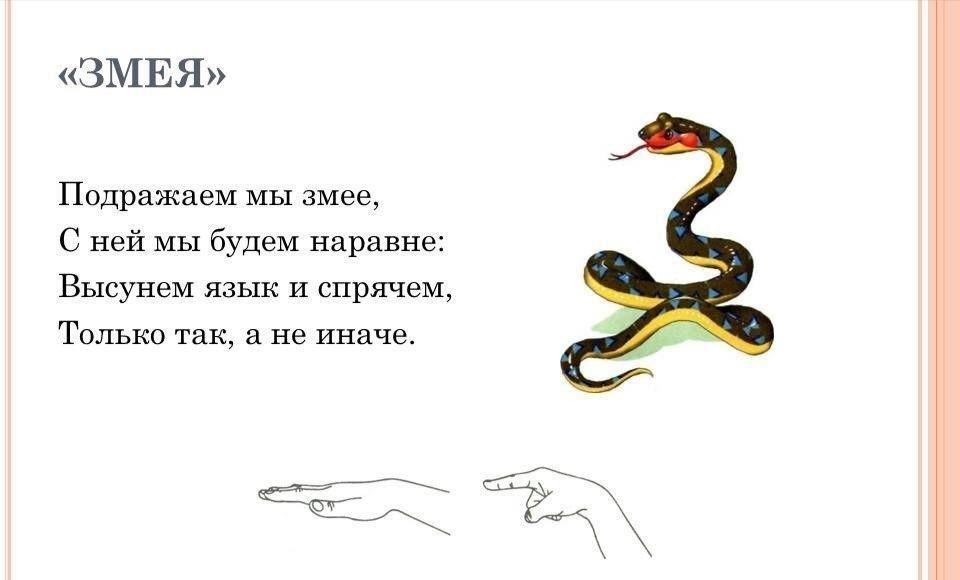 «ЗМЕЯ»
Подражаем мы змее,
С ней мы будем наравне:
Высунем язык и спрячем,
Только так, а не иначе.